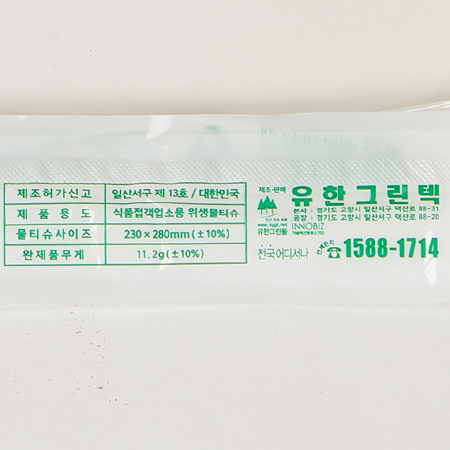 제조허가신고 일산서구 제 13호 / 대한민국
제 품 용 도 식품접객업소용 위생물티슈
물티슈사이즈 230×280mm(±10%)
완제품무게 11.2g(±10%)
제조·판매 유한그린텍
본사 : 경기도 고양시 일산서구 덕산로 88-31
공장 : 경기도 고양시 일산서구 덕산로 88-20
INNOBIZ
유한그린물
전국 어디서나 ☎1588-1714